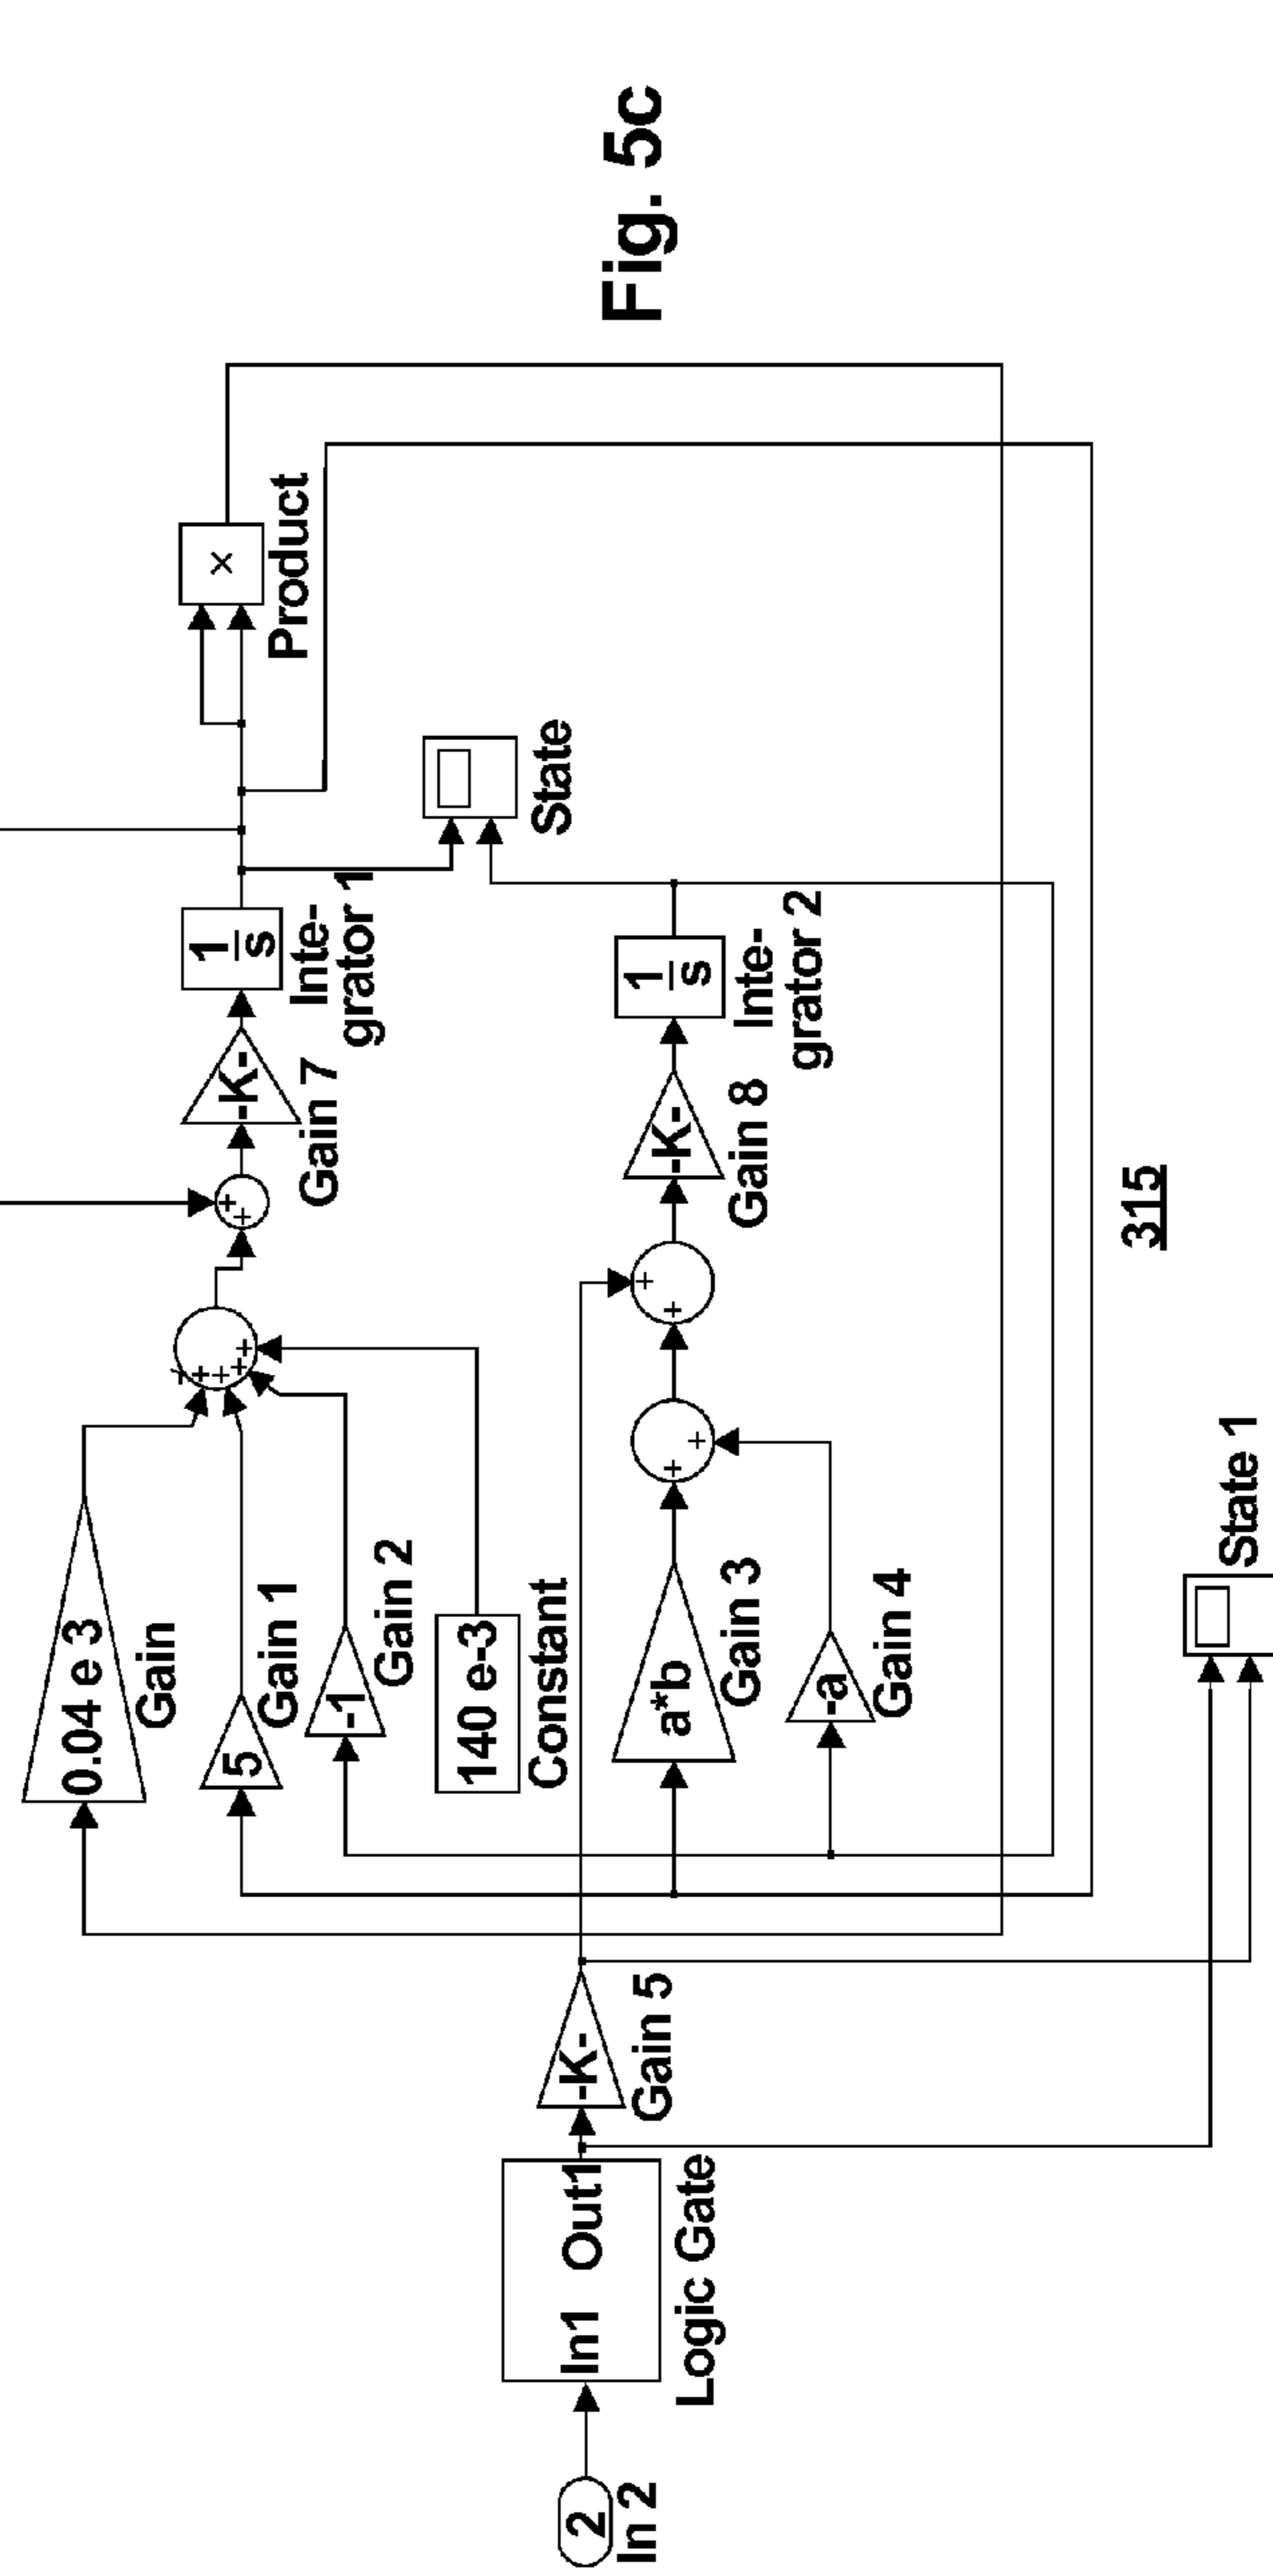 0.04 e 3
Gain
5
Gain 1
-1
Gain 2
140 e-3
Constant
+
+
+
+
+
+
+
-K-
Gain 7
1
s
Inte-
grator 1
×
Product
State
a*b
Gain 3
-a
Gain 4
+
+
+
+
-K-
Gain 8
1
s
Inte-
grator 2
2
In 2
In1 Out1
Logic Gate
-K-
Gain 5
State 1
315
Fig. 5c